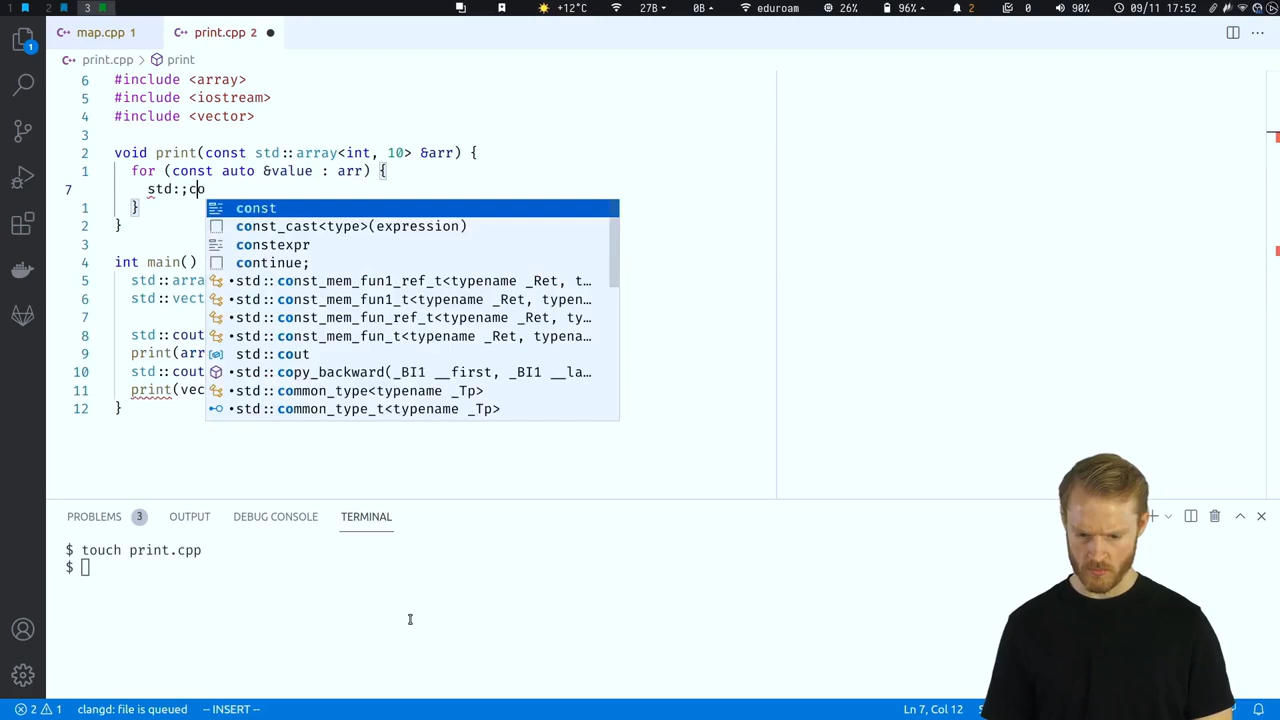 1 2 3 +12°C 27B 0B eduroam 26% 96% 2 0 90% 09/11 17:52
map.cpp 1 print.cpp 2
print.cpp print
6 #include <array>
5 #include <iostream>
4 #include <vector>
3
2 void print(const std::array<int, 10> &arr) {
1 for (const auto &value : arr) {
7 std:;co
const
1 }
const_cast<type>(expression)
2 }
constexpr
3
continue;
4 int main()
•std::const_mem_fun1_ref_t<typename _Ret, t…
5 std::arra
•std::const_mem_fun1_t<typename _Ret, typen…
6 std::vect
•std::const_mem_fun_ref_t<typename _Ret, ty…
7
•std::const_mem_fun_t<typename _Ret, typena…
8 std::cout
std::cout
9 print(arr
•std::copy_backward(_BI1 __first, _BI1 __la…
10 std::cout
•std::common_type<typename _Tp>
11 print(vec
•std::common_type_t<typename _Tp>
12 }
PROBLEMS 3 OUTPUT DEBUG CONSOLE TERMINAL
$ touch print.cpp
$
2 1 clangd: file is queued -- INSERT -- Ln 7, Col 12